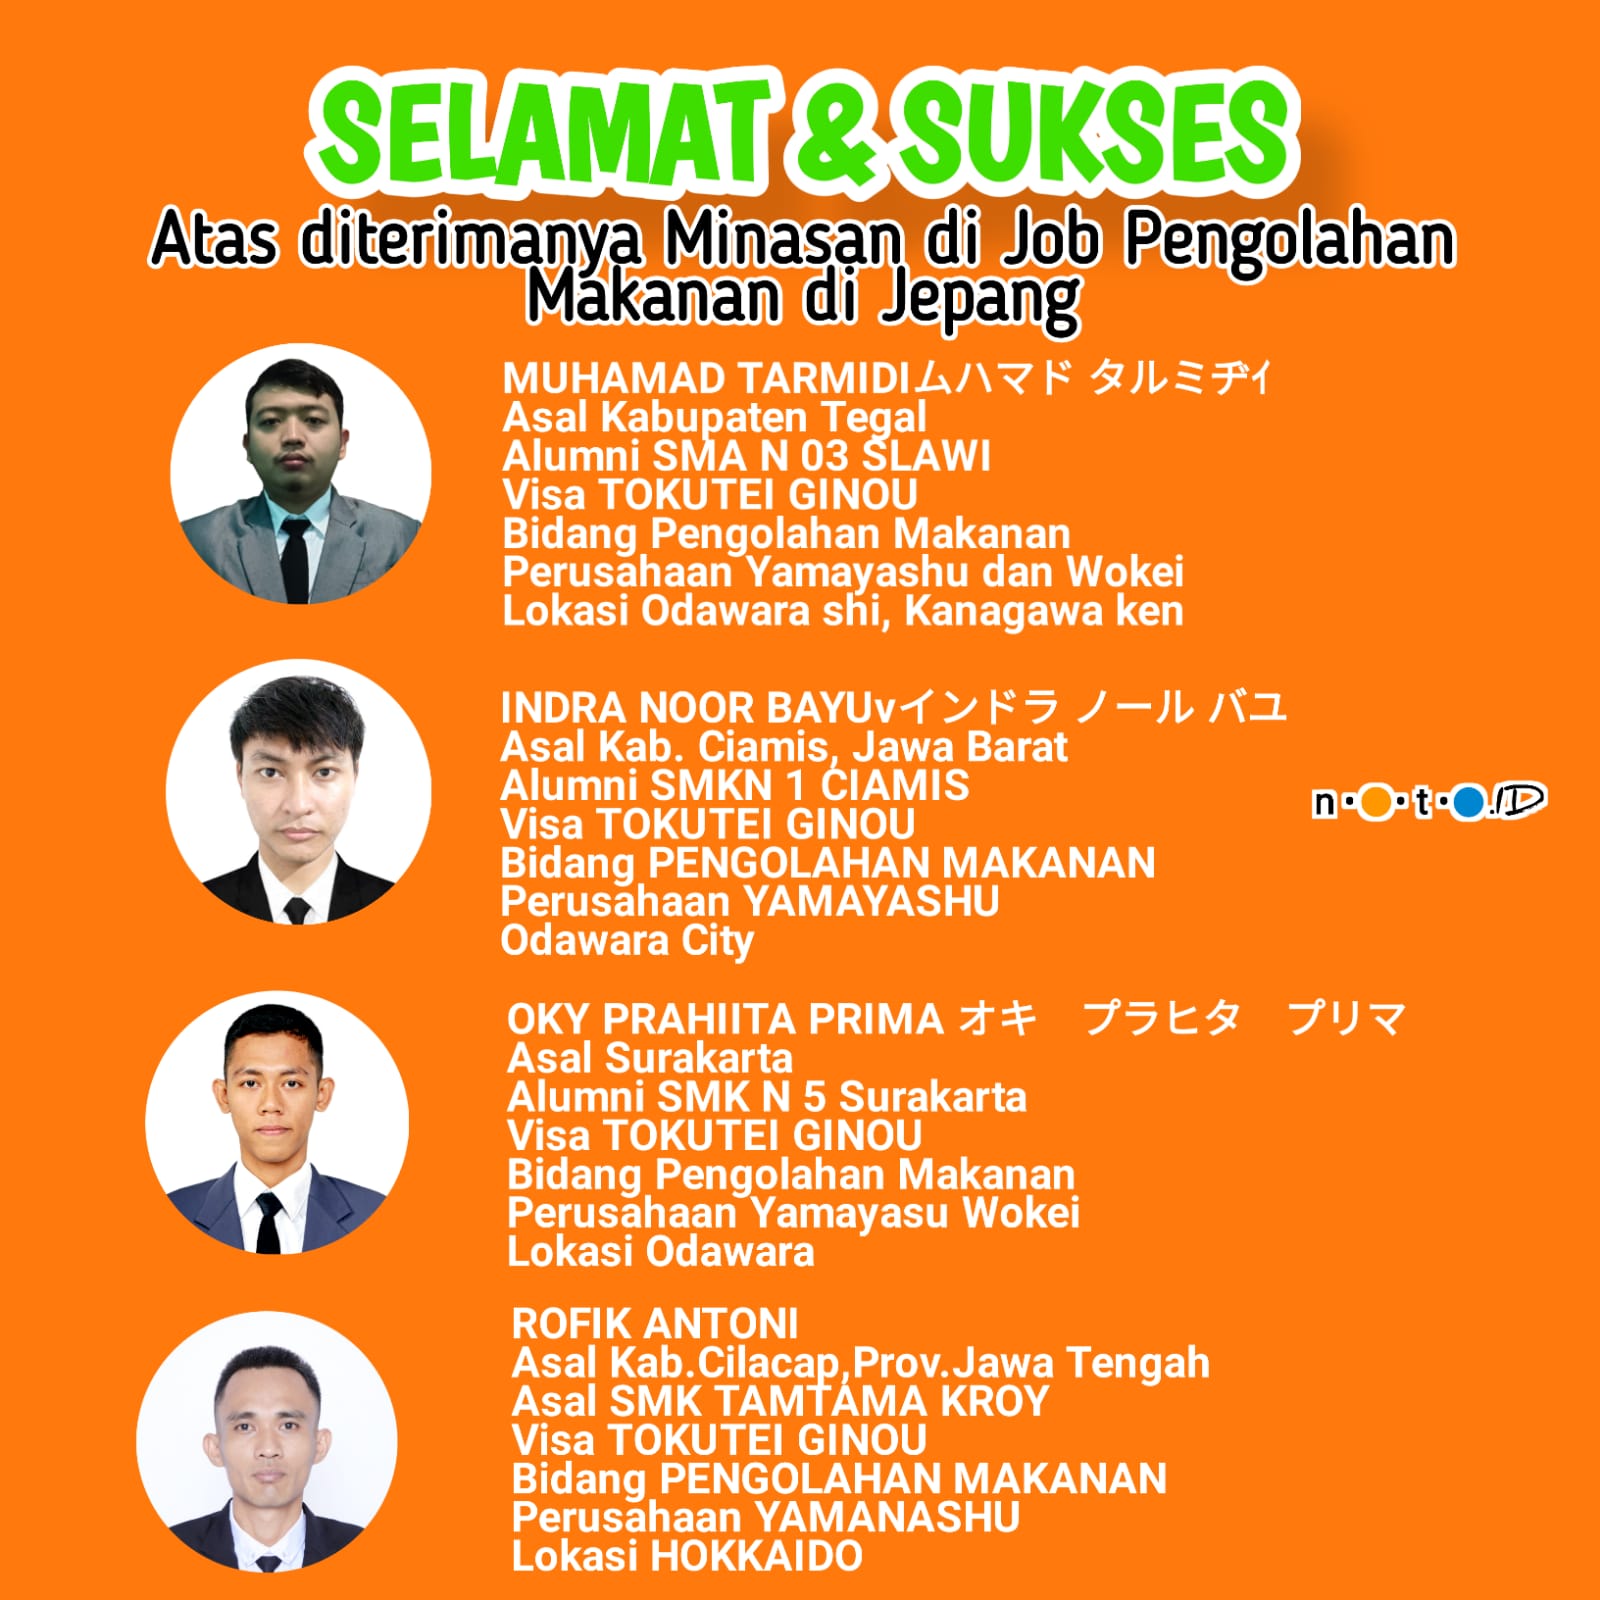 SELAMAT & SUKSES
Atas diterimanya Minasan di Job Pengolahan
Makanan di Jepang
MUHAMAD TARMIDIムハマド タルミヂイ
Asal Kabupaten Tegal
Alumni SMA N 03 SLAWI
Visa TOKUTEI GINOU
Bidang Pengolahan Makanan
Perusahaan Yamayashu dan Wokei
Lokasi Odawara shi, Kanagawa ken
INDRA NOOR BAYUvインドラ ノール バユ
Asal Kab. Ciamis, Jawa Barat
Alumni SMKN 1 CIAMIS
Visa TOKUTEI GINOU
Bidang PENGOLAHAN MAKANAN
Perusahaan YAMAYASHU
Odawara City
n·o·t·o.ID
OKY PRAHIITA PRIMA オキ　プラヒタ　プリマ
Asal Surakarta
Alumni SMK N 5 Surakarta
Visa TOKUTEI GINOU
Bidang Pengolahan Makanan
Perusahaan Yamayasu Wokei
Lokasi Odawara
ROFIK ANTONI
Asal Kab.Cilacap,Prov.Jawa Tengah
Asal SMK TAMTAMA KROY
Visa TOKUTEI GINOU
Bidang PENGOLAHAN MAKANAN
Perusahaan YAMANASHU
Lokasi HOKKAIDO